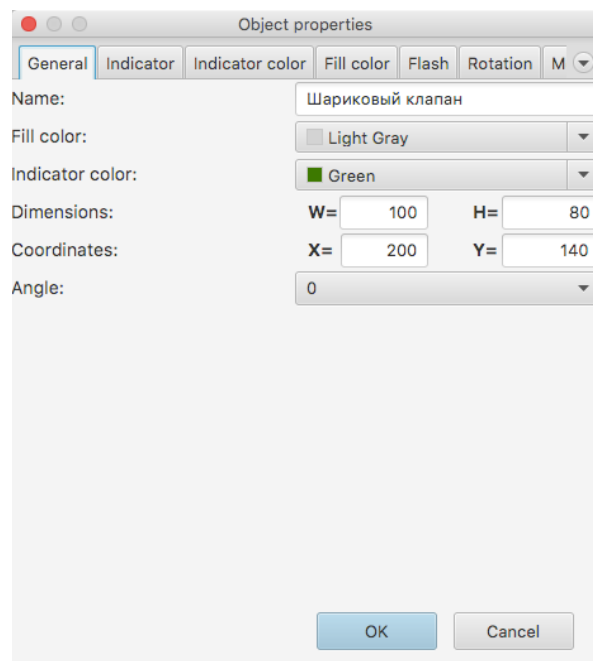 Object properties
General Indicator Indicator color Fill color Flash Rotation M
Name: Шариковый клапан
Fill color: Light Gray
Indicator color: Green
Dimensions: W= 100 H= 80
Coordinates: X= 200 Y= 140
Angle: 0
OK Cancel